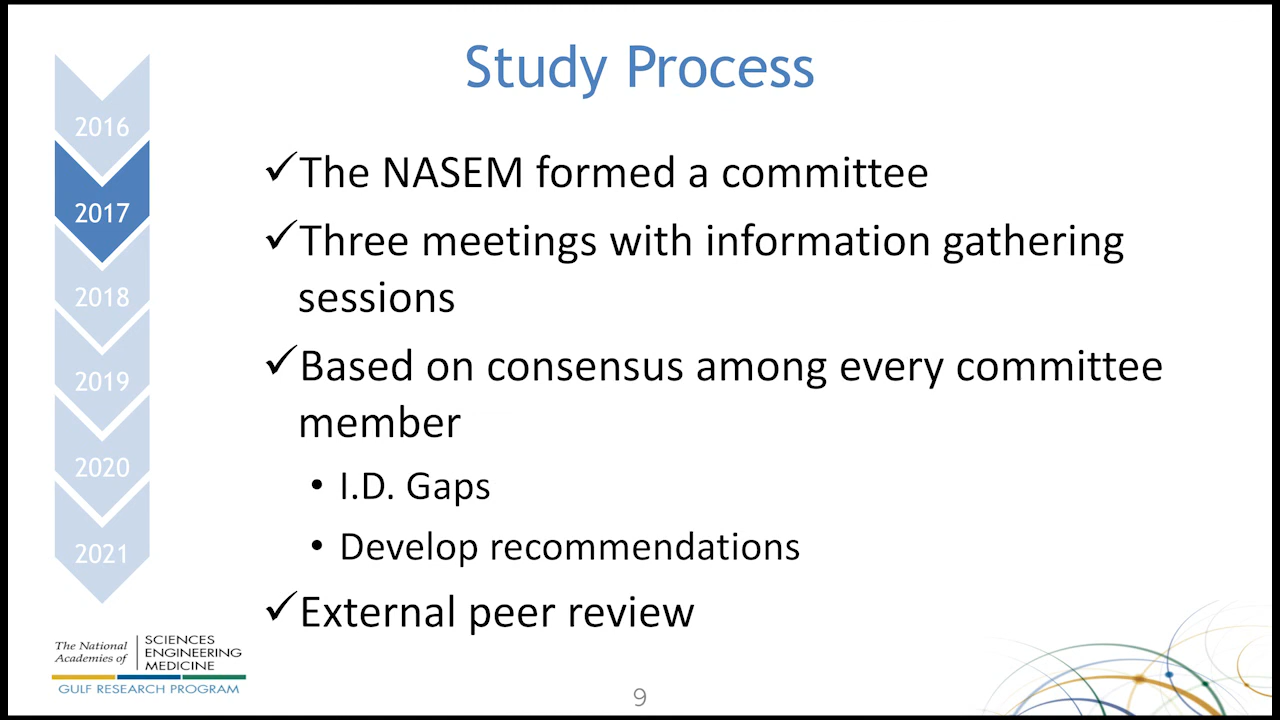 Study Process
2016
2017
2018
2019
2020
2021
✓The NASEM formed a committee
✓Three meetings with information gathering
sessions
✓Based on consensus among every committee
member
• I.D. Gaps
• Develop recommendations
✓External peer review
The National
Academies of
SCIENCES
ENGINEERING
MEDICINE
GULF RESEARCH PROGRAM
9